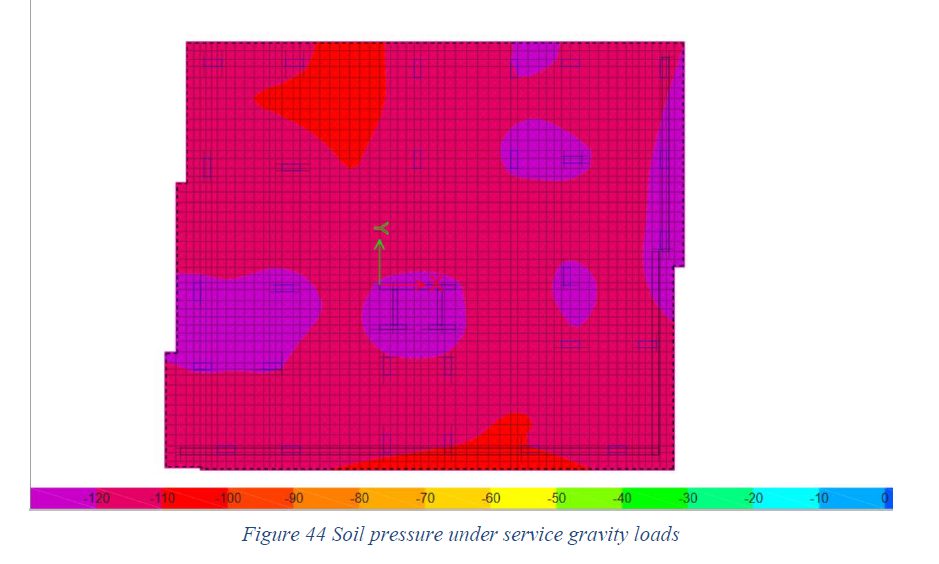 Y
X
-120 -110 -100 -90 -80 -70 -60 -50 -40 -30 -20 -10 0
Figure 44 Soil pressure under service gravity loads